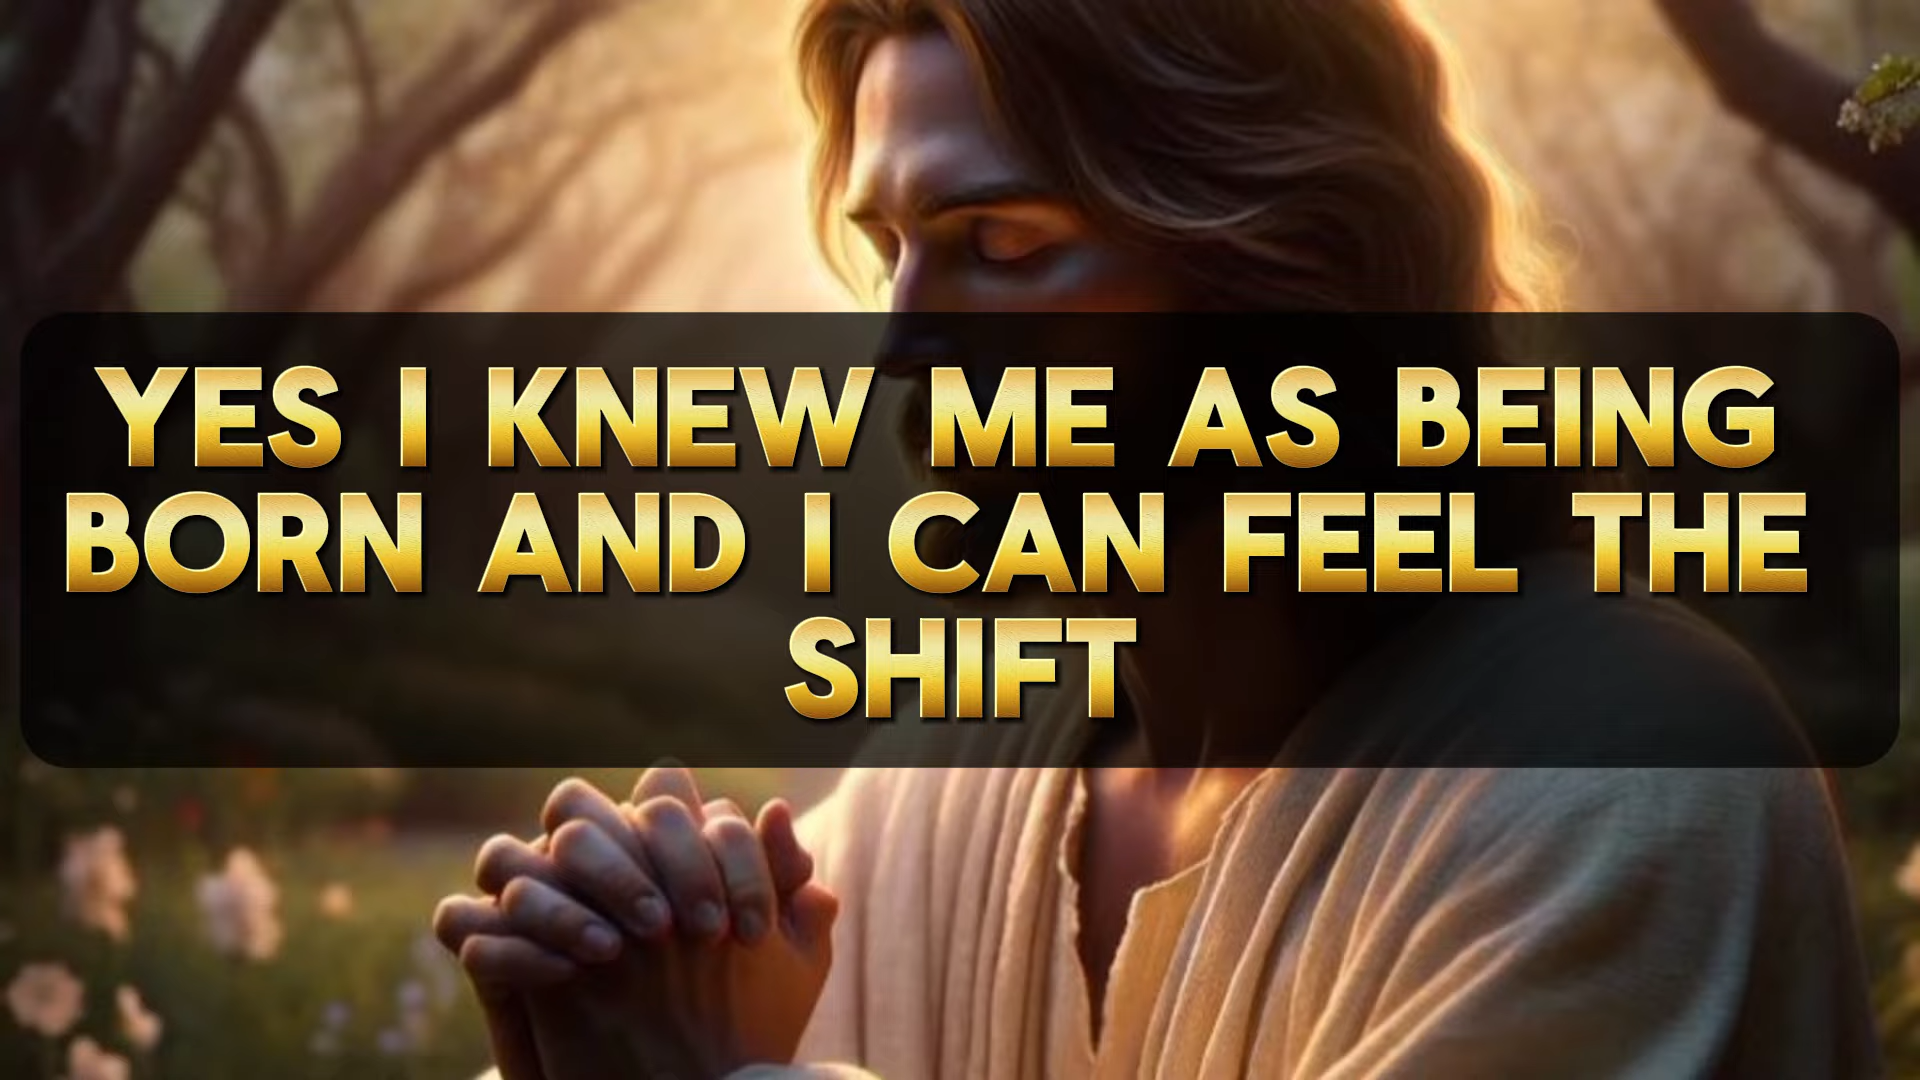 YES I KNEW ME AS BEING
BORN AND I CAN FEEL THE
SHIFT